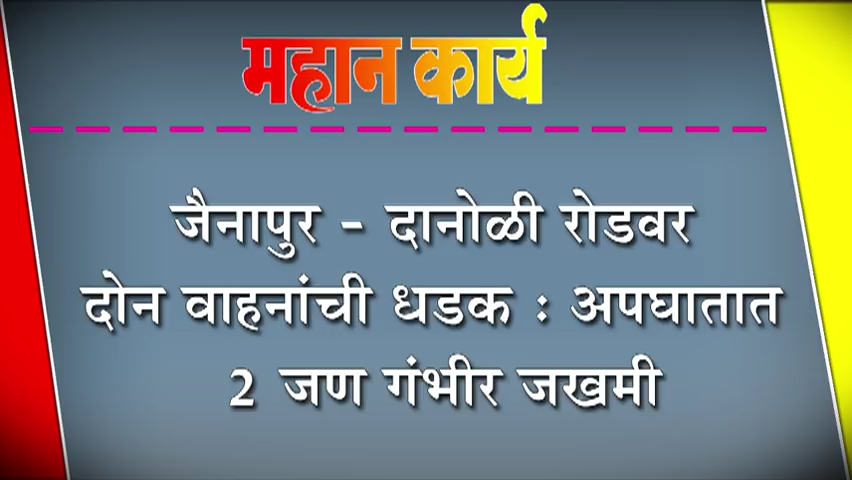 महान कार्य
जैनापुर - दानोळी रोडवर
दोन वाहनांची धडक : अपघातात
2 जण गंभीर जखमी